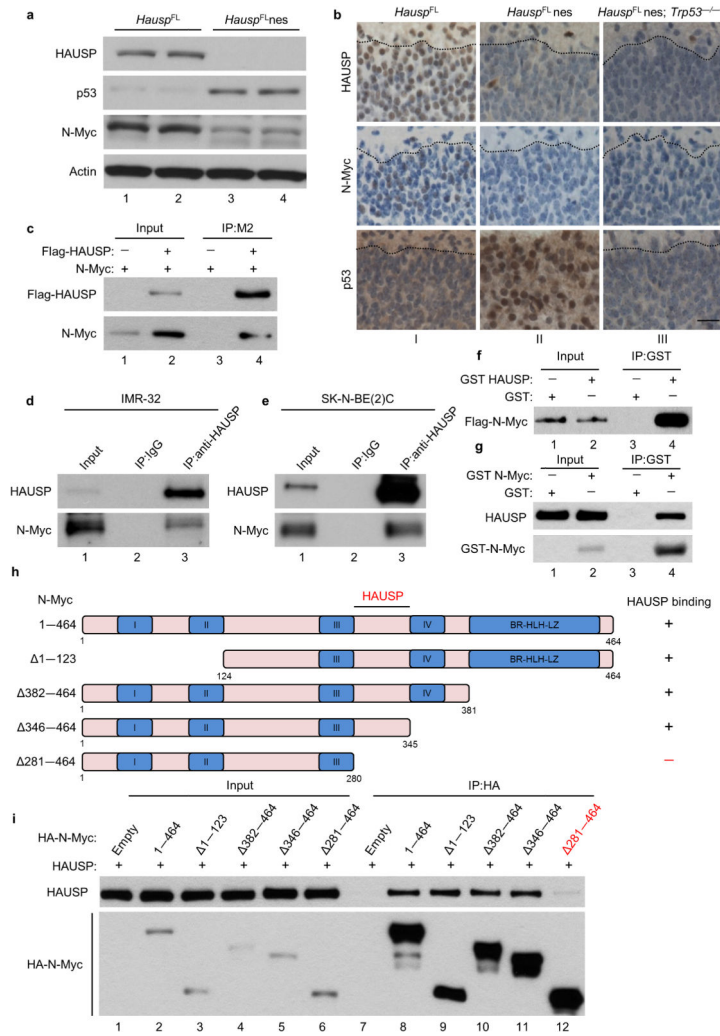 a
Hausp^FL Hausp^FL nes
HAUSP
p53
N-Myc
Actin
1 2 3 4
b
Hausp^FL Hausp^FL nes Hausp^FL nes; Trp53^−/−
HAUSP
N-Myc
p53
I II III
c
Input IP:M2
Flag-HAUSP: − + − +
N-Myc: + + + +
Flag-HAUSP
N-Myc
1 2 3 4
d
IMR-32
Input IP:IgG IP:anti-HAUSP
HAUSP
N-Myc
1 2 3
e
SK-N-BE(2)C
Input IP:IgG IP:anti-HAUSP
HAUSP
N-Myc
1 2 3
f
Input IP:GST
GST HAUSP: − + − +
GST: + − + −
Flag-N-Myc
1 2 3 4
g
Input IP:GST
GST N-Myc: − + − +
GST: + − + −
HAUSP
GST-N-Myc
1 2 3 4
h
N-Myc HAUSP HAUSP binding
1−464 I II III IV BR-HLH-LZ +
1 464
Δ1−123 III IV BR-HLH-LZ +
124 464
Δ382−464 I II III IV +
1 381
Δ346−464 I II III +
1 345
Δ281−464 I II III −
1 280
i
Input IP:HA
HA-N-Myc: Empty 1−464 Δ1−123 Δ382−464 Δ346−464 Δ281−464 Empty 1−464 Δ1−123 Δ382−464 Δ346−464 Δ281−464
HAUSP: + + + + + + + + + + + +
HAUSP
HA-N-Myc
1 2 3 4 5 6 7 8 9 10 11 12